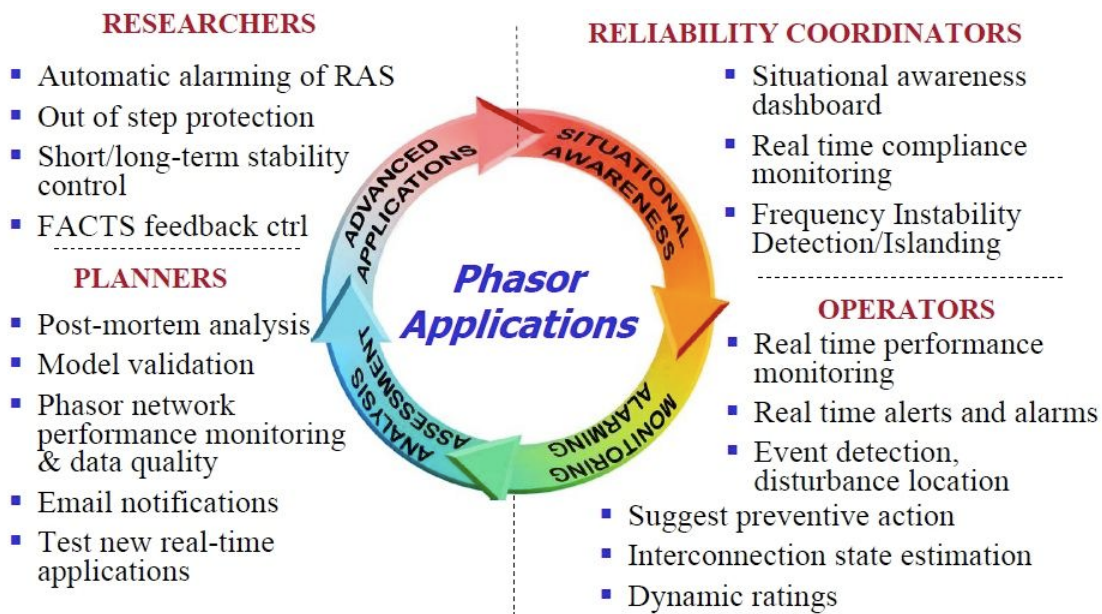 RESEARCHERS
Automatic alarming of RAS
Out of step protection
Short/long-term stability
control
FACTS feedback ctrl
PLANNERS
Post-mortem analysis
Model validation
Phasor network
performance monitoring
& data quality
Email notifications
Test new real-time
applications
ADVANCED
APPLICATIONS
SITUATIONAL
AWARENESS
Phasor
Applications
ANALYSIS
ASSESSMENT
MONITORING
ALARMING
RELIABILITY COORDINATORS
Situational awareness
dashboard
Real time compliance
monitoring
Frequency Instability
Detection/Islanding
OPERATORS
Real time performance
monitoring
Real time alerts and alarms
Event detection,
disturbance location
Suggest preventive action
Interconnection state estimation
Dynamic ratings